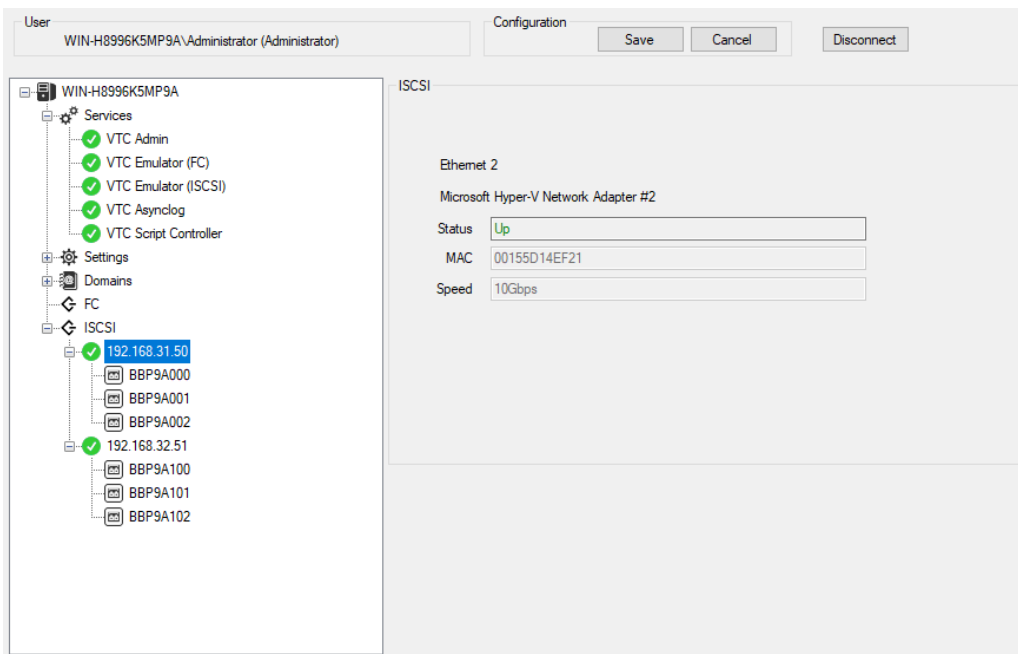 User
WIN-H8996K5MP9A\Administrator (Administrator)
Configuration
Save
Cancel
Disconnect
WIN-H8996K5MP9A
Services
VTC Admin
VTC Emulator (FC)
VTC Emulator (ISCSI)
VTC Asynclog
VTC Script Controller
Settings
Domains
FC
ISCSI
192.168.31.50
BBP9A000
BBP9A001
BBP9A002
192.168.32.51
BBP9A100
BBP9A101
BBP9A102
ISCSI
Ethernet 2
Microsoft Hyper-V Network Adapter #2
Status Up
MAC 00155D14EF21
Speed 10Gbps